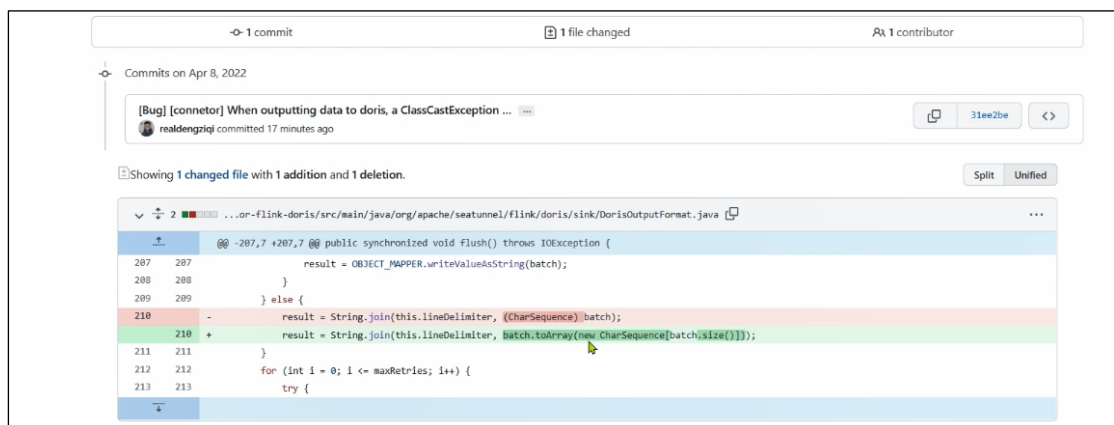 1 commit 1 file changed 1 contributor
Commits on Apr 8, 2022
[Bug] [connetor] When outputting data to doris, a ClassCastException ... ...
realdengziqi committed 17 minutes ago
31ee2be <>
Showing 1 changed file with 1 addition and 1 deletion.
Split Unified
2 ...or-flink-doris/src/main/java/org/apache/seatunnel/flink/doris/sink/DorisOutputFormat.java ...
@@ -207,7 +207,7 @@ public synchronized void flush() throws IOException {
207 207 result = OBJECT_MAPPER.writeValueAsString(batch);
208 208 }
209 209 } else {
210 - result = String.join(this.lineDelimiter, (CharSequence) batch);
210 + result = String.join(this.lineDelimiter, batch.toArray(new CharSequence[batch.size()]));
211 211 }
212 212 for (int i = 0; i <= maxRetries; i++) {
213 213 try {